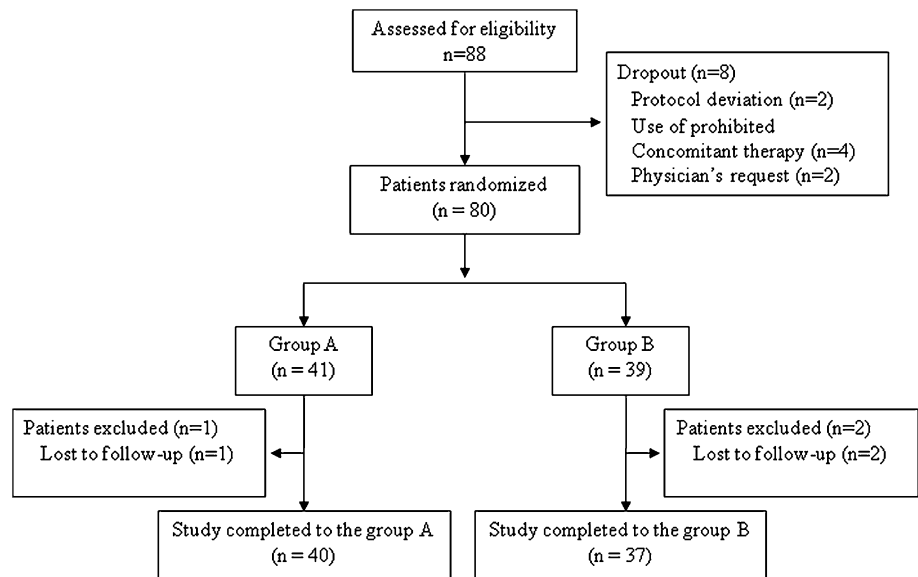 Assessed for eligibility
n=88
Dropout (n=8)
Protocol deviation (n=2)
Use of prohibited
Concomitant therapy (n=4)
Physician's request (n=2)
Patients randomized
(n = 80)
Group A
(n = 41)
Group B
(n = 39)
Patients excluded (n=1)
Lost to follow-up (n=1)
Patients excluded (n=2)
Lost to follow-up (n=2)
Study completed to the group A
(n = 40)
Study completed to the group B
(n = 37)